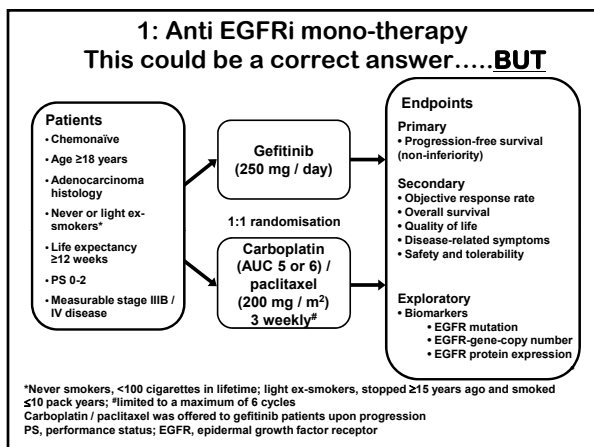 1: Anti EGFRi mono-therapy
This could be a correct answer.....BUT
Patients
• Chemonaïve
• Age ≥18 years
• Adenocarcinoma
histology
• Never or light ex-
smokers*
• Life expectancy
≥12 weeks
• PS 0-2
• Measurable stage IIIB /
IV disease
Gefitinib
(250 mg / day)
1:1 randomisation
Carboplatin
(AUC 5 or 6) /
paclitaxel
(200 mg / m²)
3 weekly#
Endpoints
Primary
• Progression-free survival
(non-inferiority)
Secondary
• Objective response rate
• Overall survival
• Quality of life
• Disease-related symptoms
• Safety and tolerability
Exploratory
• Biomarkers
• EGFR mutation
• EGFR-gene-copy number
• EGFR protein expression
*Never smokers, <100 cigarettes in lifetime; light ex-smokers, stopped ≥15 years ago and smoked
≤10 pack years; #limited to a maximum of 6 cycles
Carboplatin / paclitaxel was offered to gefitinib patients upon progression
PS, performance status; EGFR, epidermal growth factor receptor